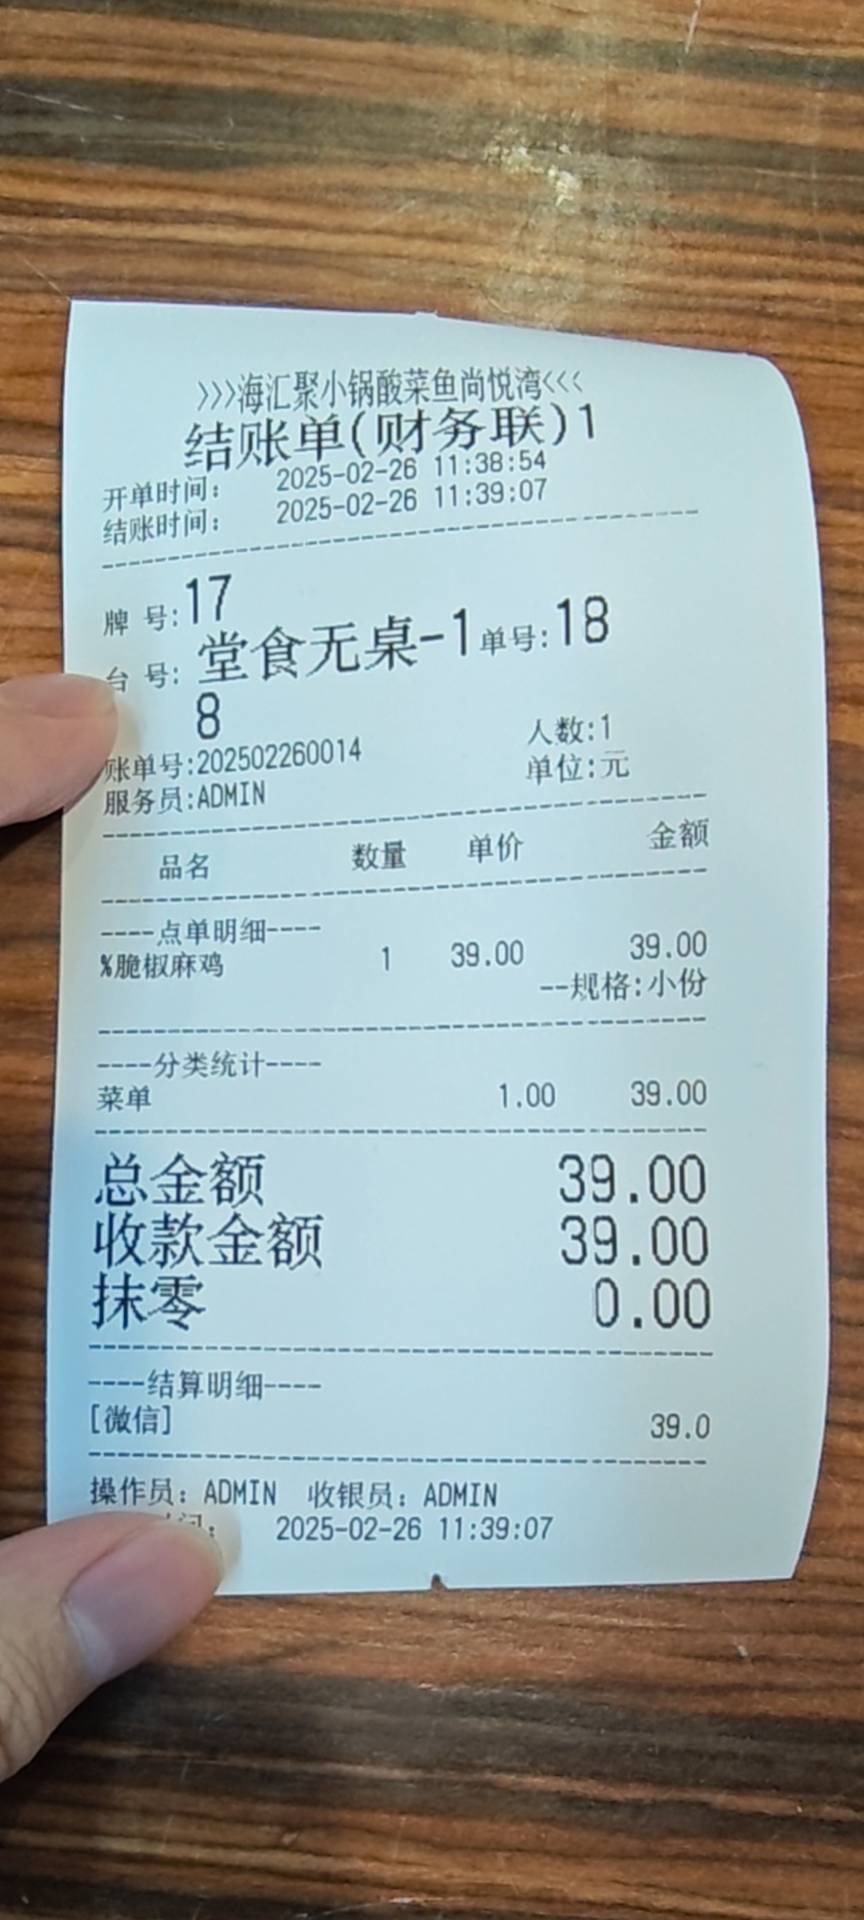 >>>海汇聚小锅酸菜鱼尚悦湾<<<
结账单(财务联)1
开单时间: 2025-02-26 11:38:54
结账时间: 2025-02-26 11:39:07
牌 号:17
台 号: 堂食无桌-1 单号:18
8
人数:1
账单号:202502260014
单位:元
服务员:ADMIN
品名 数量 单价 金额
----点单明细----
%脆椒麻鸡 1 39.00 39.00
--规格:小份
----分类统计----
菜单 1.00 39.00
总金额 39.00
收款金额 39.00
抹零 0.00
----结算明细----
[微信] 39.0
操作员: ADMIN 收银员: ADMIN
间: 2025-02-26 11:39:07